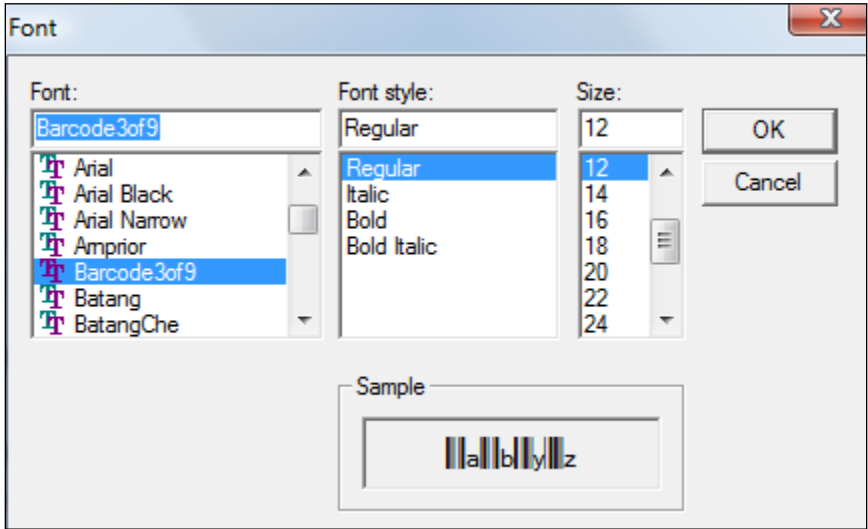 Font
Font: Font style: Size:
Barcode3of9 Regular 12 OK
Arial Regular 12 Cancel
Arial Black Italic 14
Arial Narrow Bold 16
Amprior Bold Italic 18
Barcode3of9 20
Batang 22
BatangChe 24
Sample
a b y z